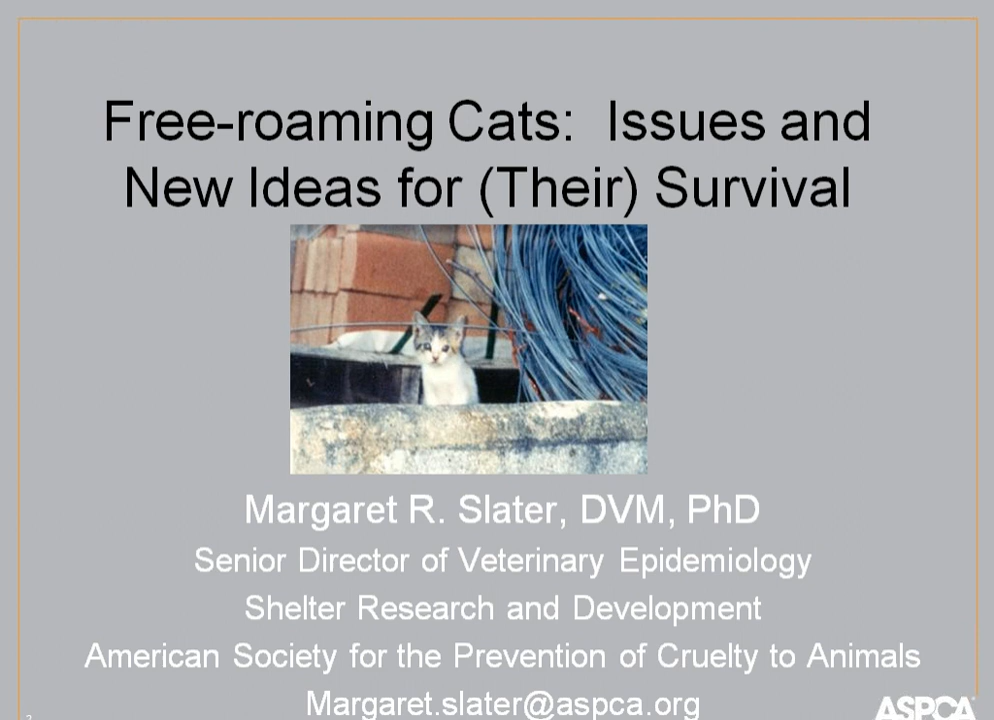 Free-roaming Cats:  Issues and
New Ideas for (Their) Survival
Margaret R. Slater, DVM, PhD
Senior Director of Veterinary Epidemiology
Shelter Research and Development
American Society for the Prevention of Cruelty to Animals
Margaret.slater@aspca.org
2
ASPCA